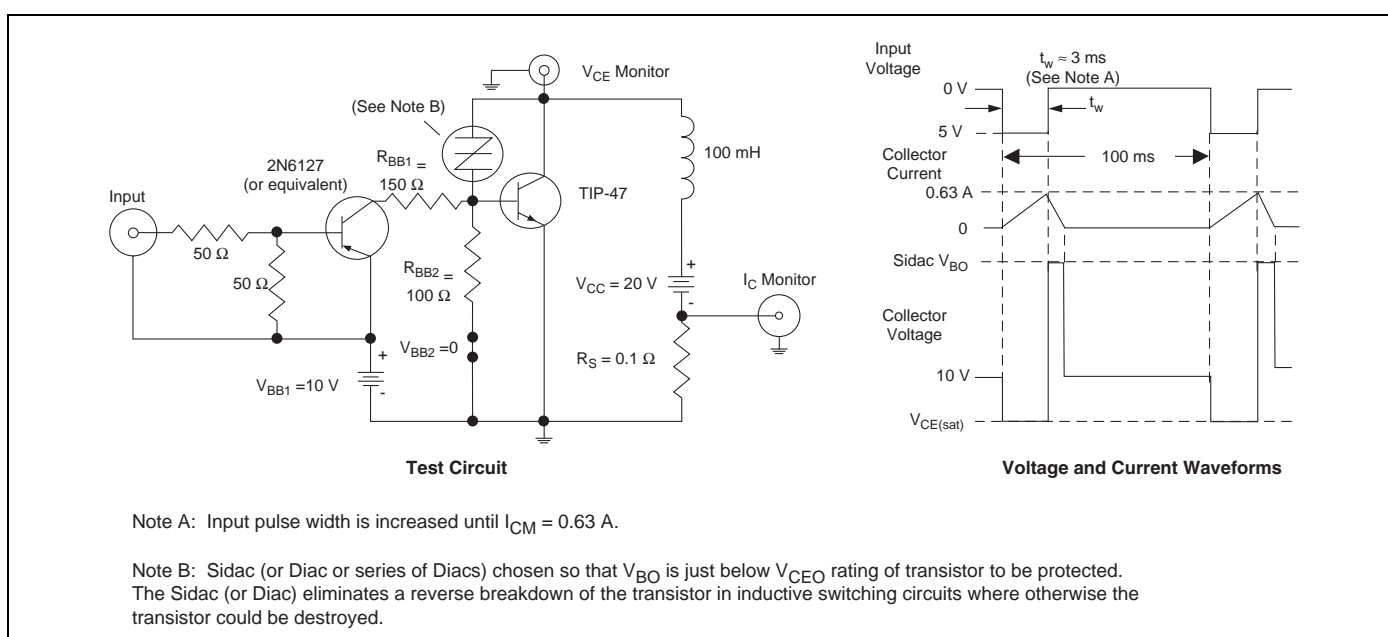 V_CE Monitor
(See Note B)
2N6127
(or equivalent)
R_BB1 =
150 Ω
TIP-47
100 mH
Input
50 Ω
50 Ω
R_BB2 =
100 Ω
V_CC = 20 V
+
-
I_C Monitor
V_BB2 =0
R_S = 0.1 Ω
V_BB1 =10 V
+
-
Test Circuit
Input
Voltage
t_w ≈ 3 ms
(See Note A)
0 V
t_w
5 V
Collector
Current
100 ms
0.63 A
0
Sidac V_BO
Collector
Voltage
10 V
V_CE(sat)
Voltage and Current Waveforms
Note A: Input pulse width is increased until I_CM = 0.63 A.
Note B: Sidac (or Diac or series of Diacs) chosen so that V_BO is just below V_CEO rating of transistor to be protected.
The Sidac (or Diac) eliminates a reverse breakdown of the transistor in inductive switching circuits where otherwise the
transistor could be destroyed.